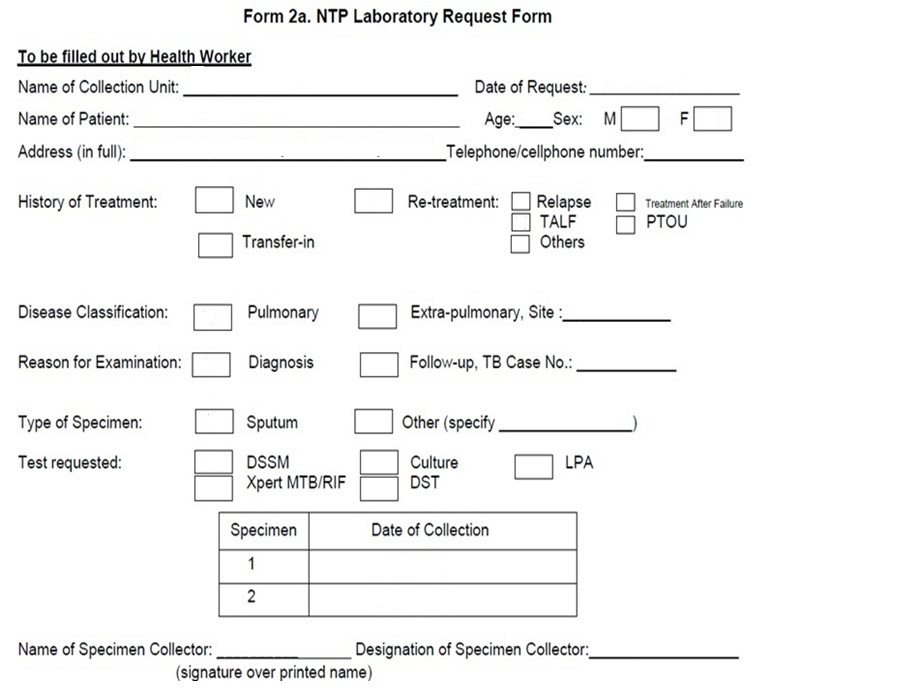 Form 2a. NTP Laboratory Request Form
To be filled out by Health Worker
Name of Collection Unit: Date of Request:
Name of Patient: Age: Sex: M F
Address (in full): Telephone/cellphone number:
History of Treatment: New Re-treatment: Relapse Treatment After Failure
TALF PTOU
Transfer-in Others
Disease Classification: Pulmonary Extra-pulmonary, Site :
Reason for Examination: Diagnosis Follow-up, TB Case No.:
Type of Specimen: Sputum Other (specify )
Test requested: DSSM Culture LPA
Xpert MTB/RIF DST
Specimen Date of Collection
1
2
Name of Specimen Collector: Designation of Specimen Collector:
(signature over printed name)